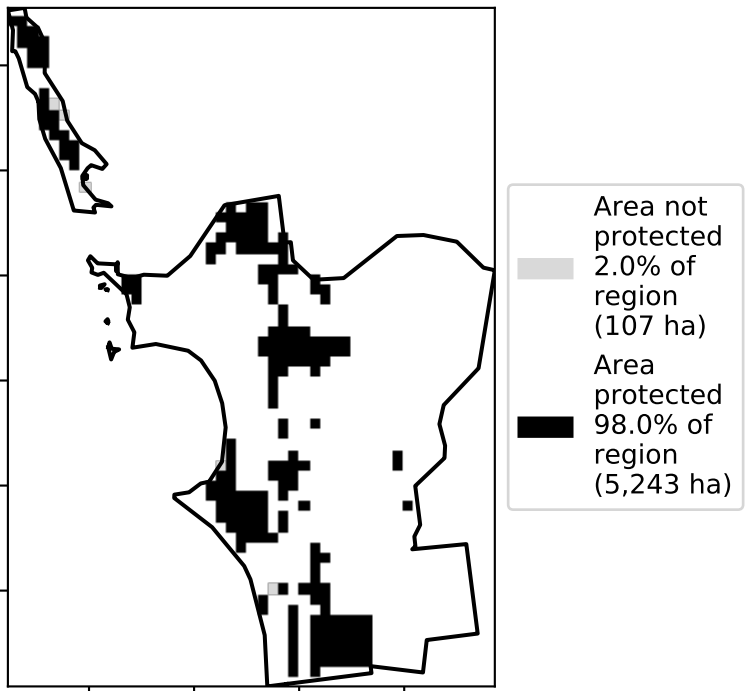 Area not
protected
2.0% of
region
(107 ha)
Area
protected
98.0% of
region
(5,243 ha)